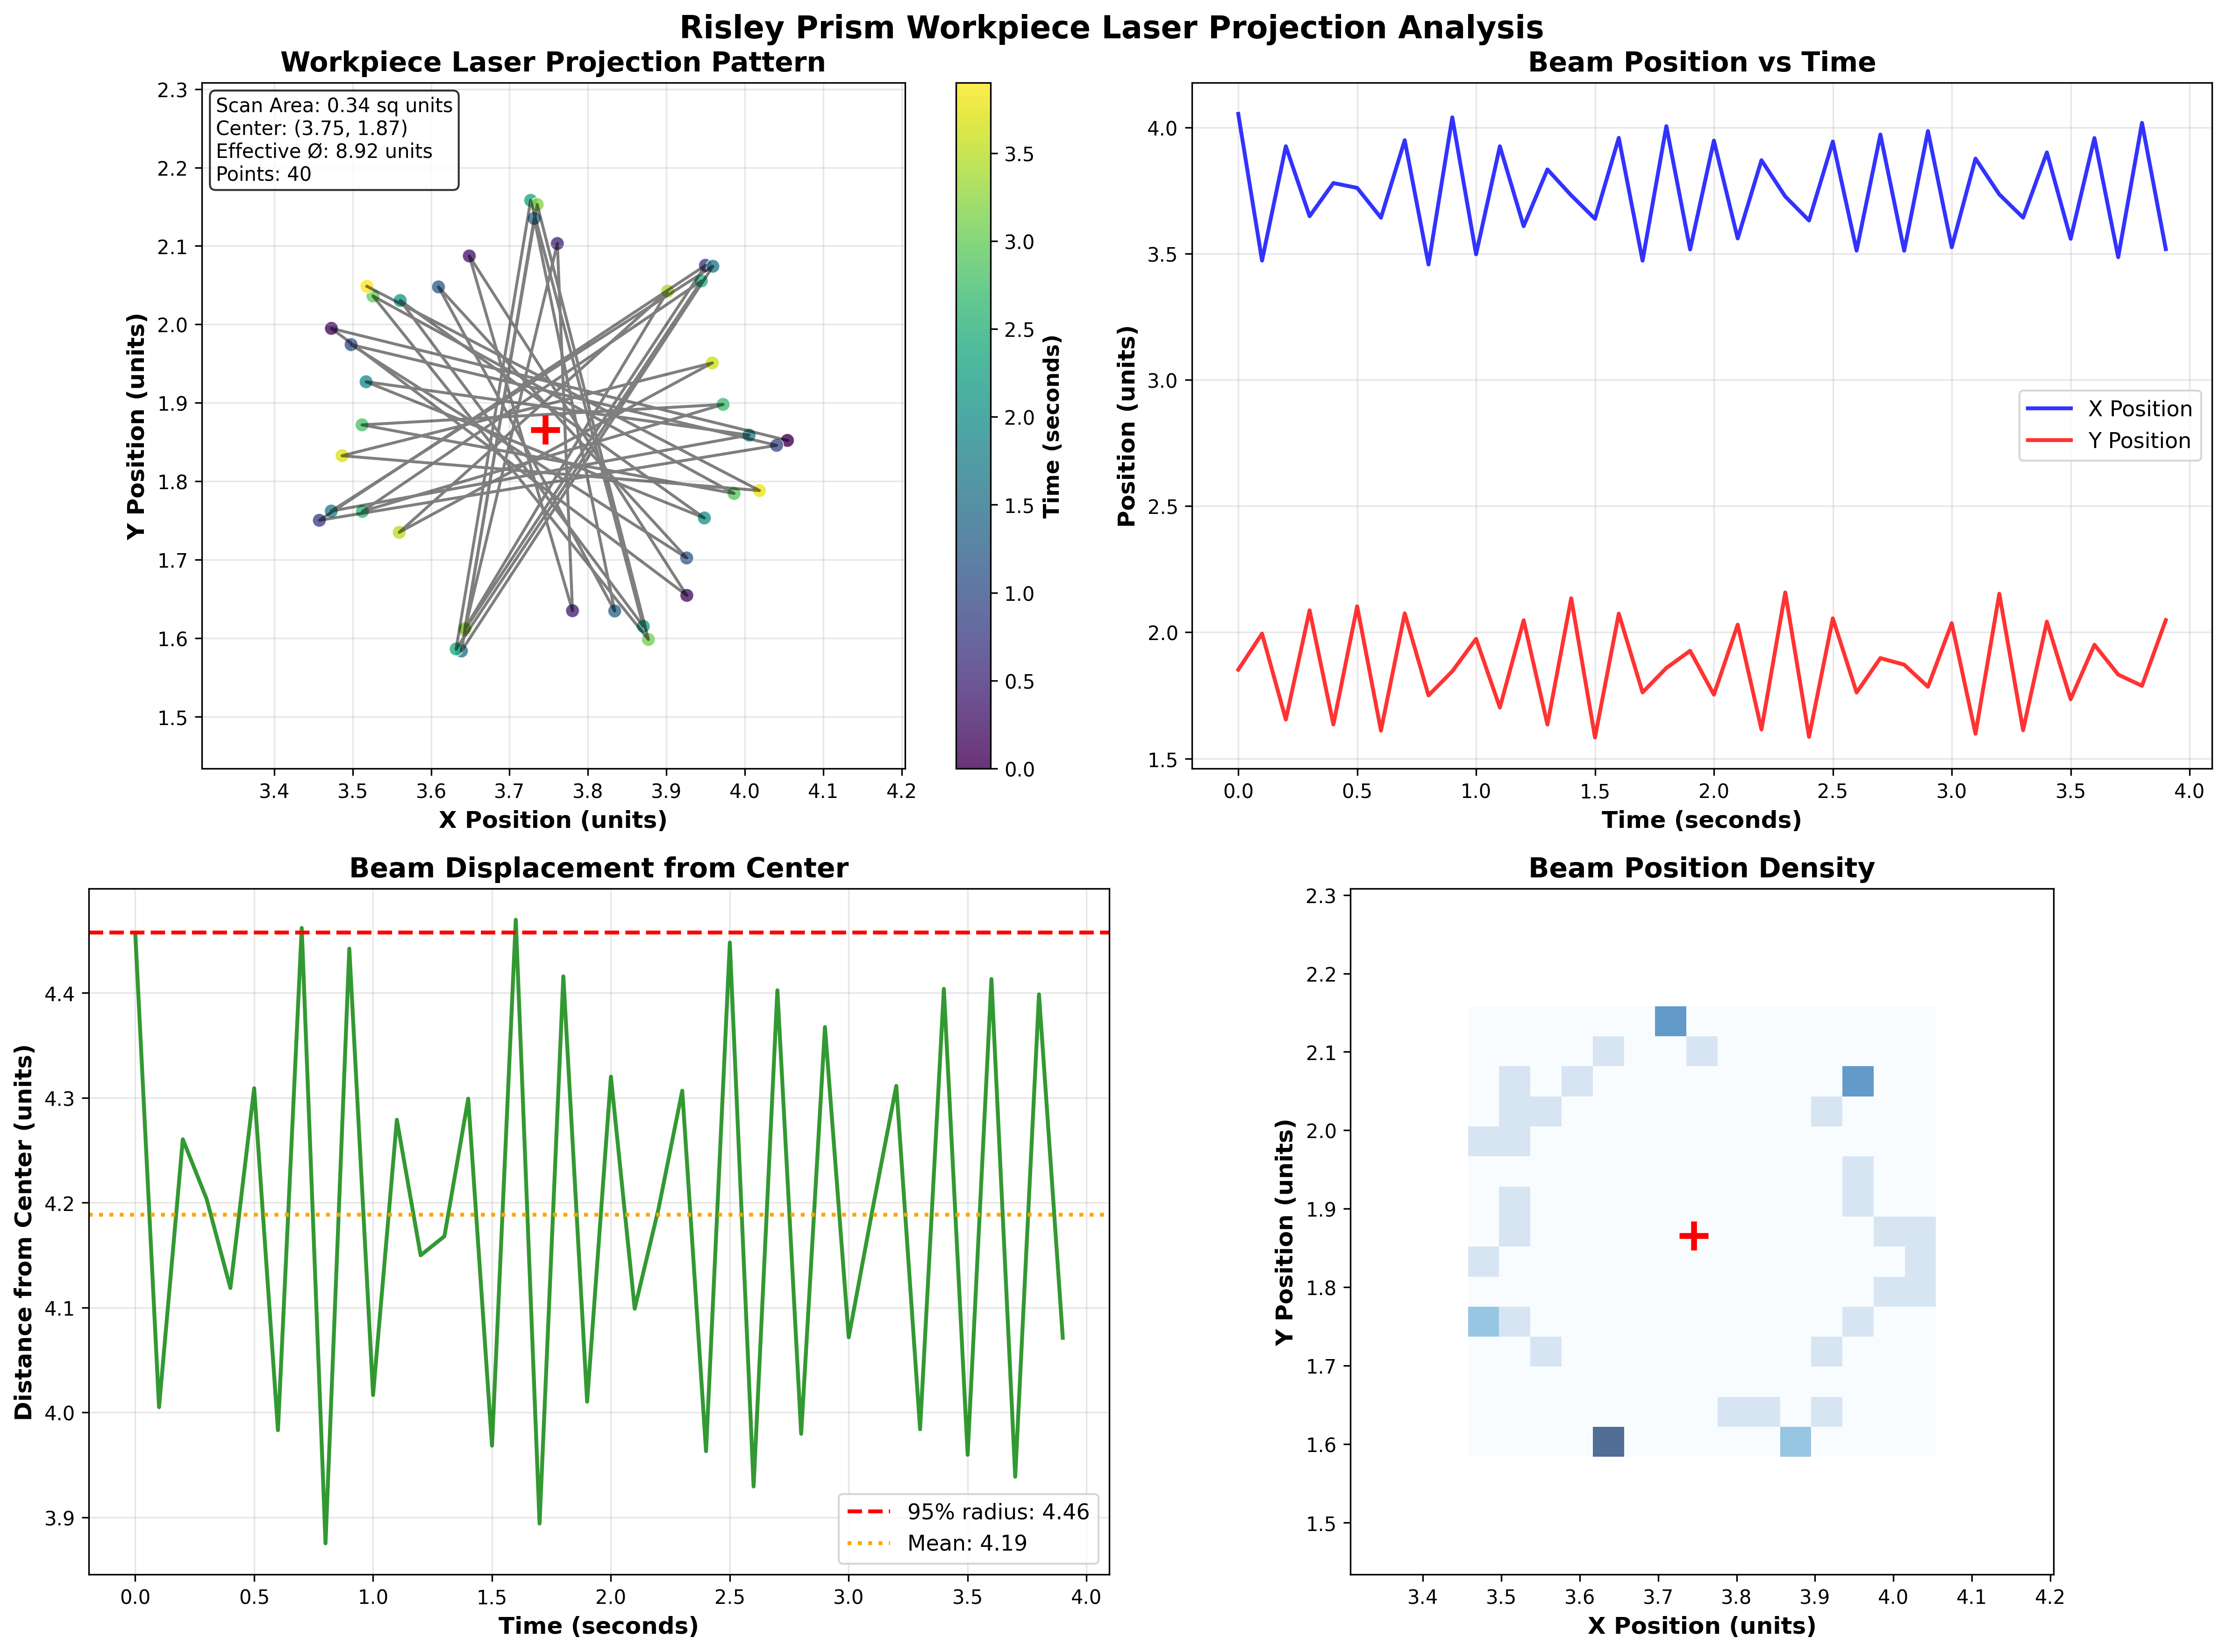 Risley Prism Workpiece Laser Projection Analysis
Workpiece Laser Projection Pattern
Scan Area: 0.34 sq units
Center: (3.75, 1.87)
Effective Ø: 8.92 units
Points: 40
2.3
2.2
2.1
2.0
1.9
1.8
1.7
1.6
1.5
Y Position (units)
3.4 3.5 3.6 3.7 3.8 3.9 4.0 4.1 4.2
X Position (units)
3.5
3.0
2.5
2.0
1.5
1.0
0.5
0.0
Time (seconds)
Beam Position vs Time
4.0
3.5
3.0
2.5
2.0
1.5
Position (units)
X Position
Y Position
0.0 0.5 1.0 1.5 2.0 2.5 3.0 3.5 4.0
Time (seconds)
Beam Displacement from Center
4.4
4.3
4.2
4.1
4.0
3.9
Distance from Center (units)
95% radius: 4.46
Mean: 4.19
0.0 0.5 1.0 1.5 2.0 2.5 3.0 3.5 4.0
Time (seconds)
Beam Position Density
2.3
2.2
2.1
2.0
1.9
1.8
1.7
1.6
1.5
Y Position (units)
3.4 3.5 3.6 3.7 3.8 3.9 4.0 4.1 4.2
X Position (units)